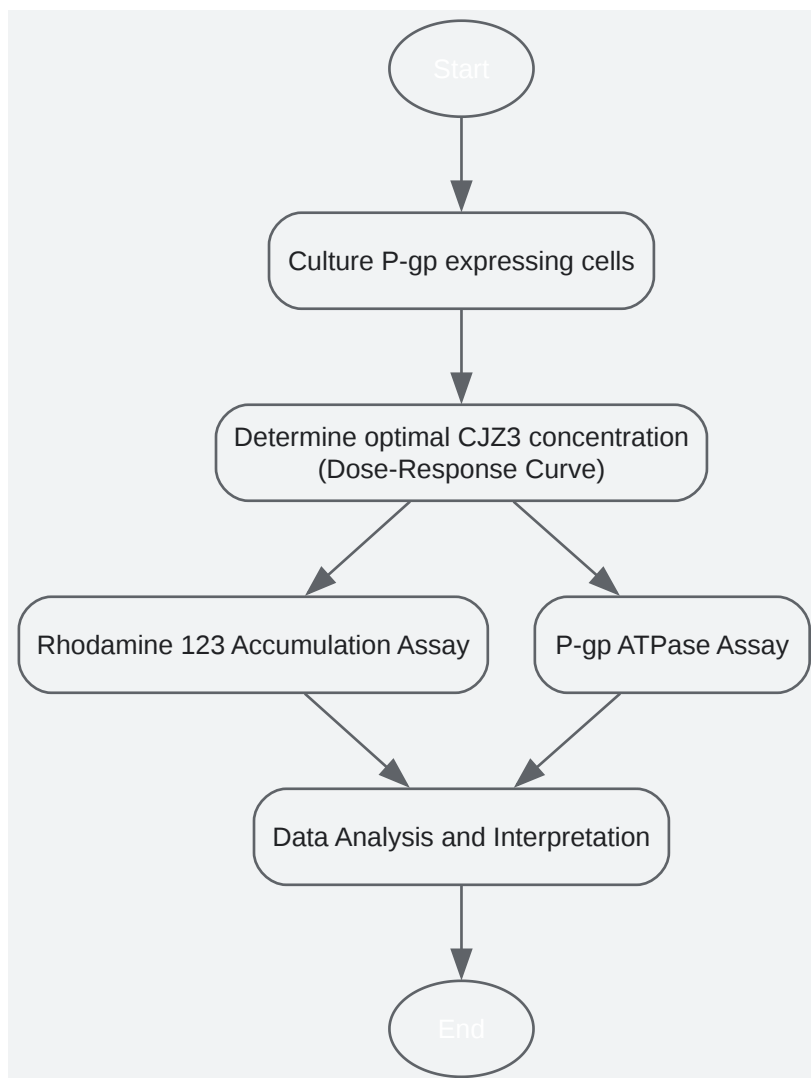 Start
Culture P-gp expressing cells
Determine optimal CJZ3 concentration
(Dose-Response Curve)
Rhodamine 123 Accumulation Assay
P-gp ATPase Assay
Data Analysis and Interpretation
End